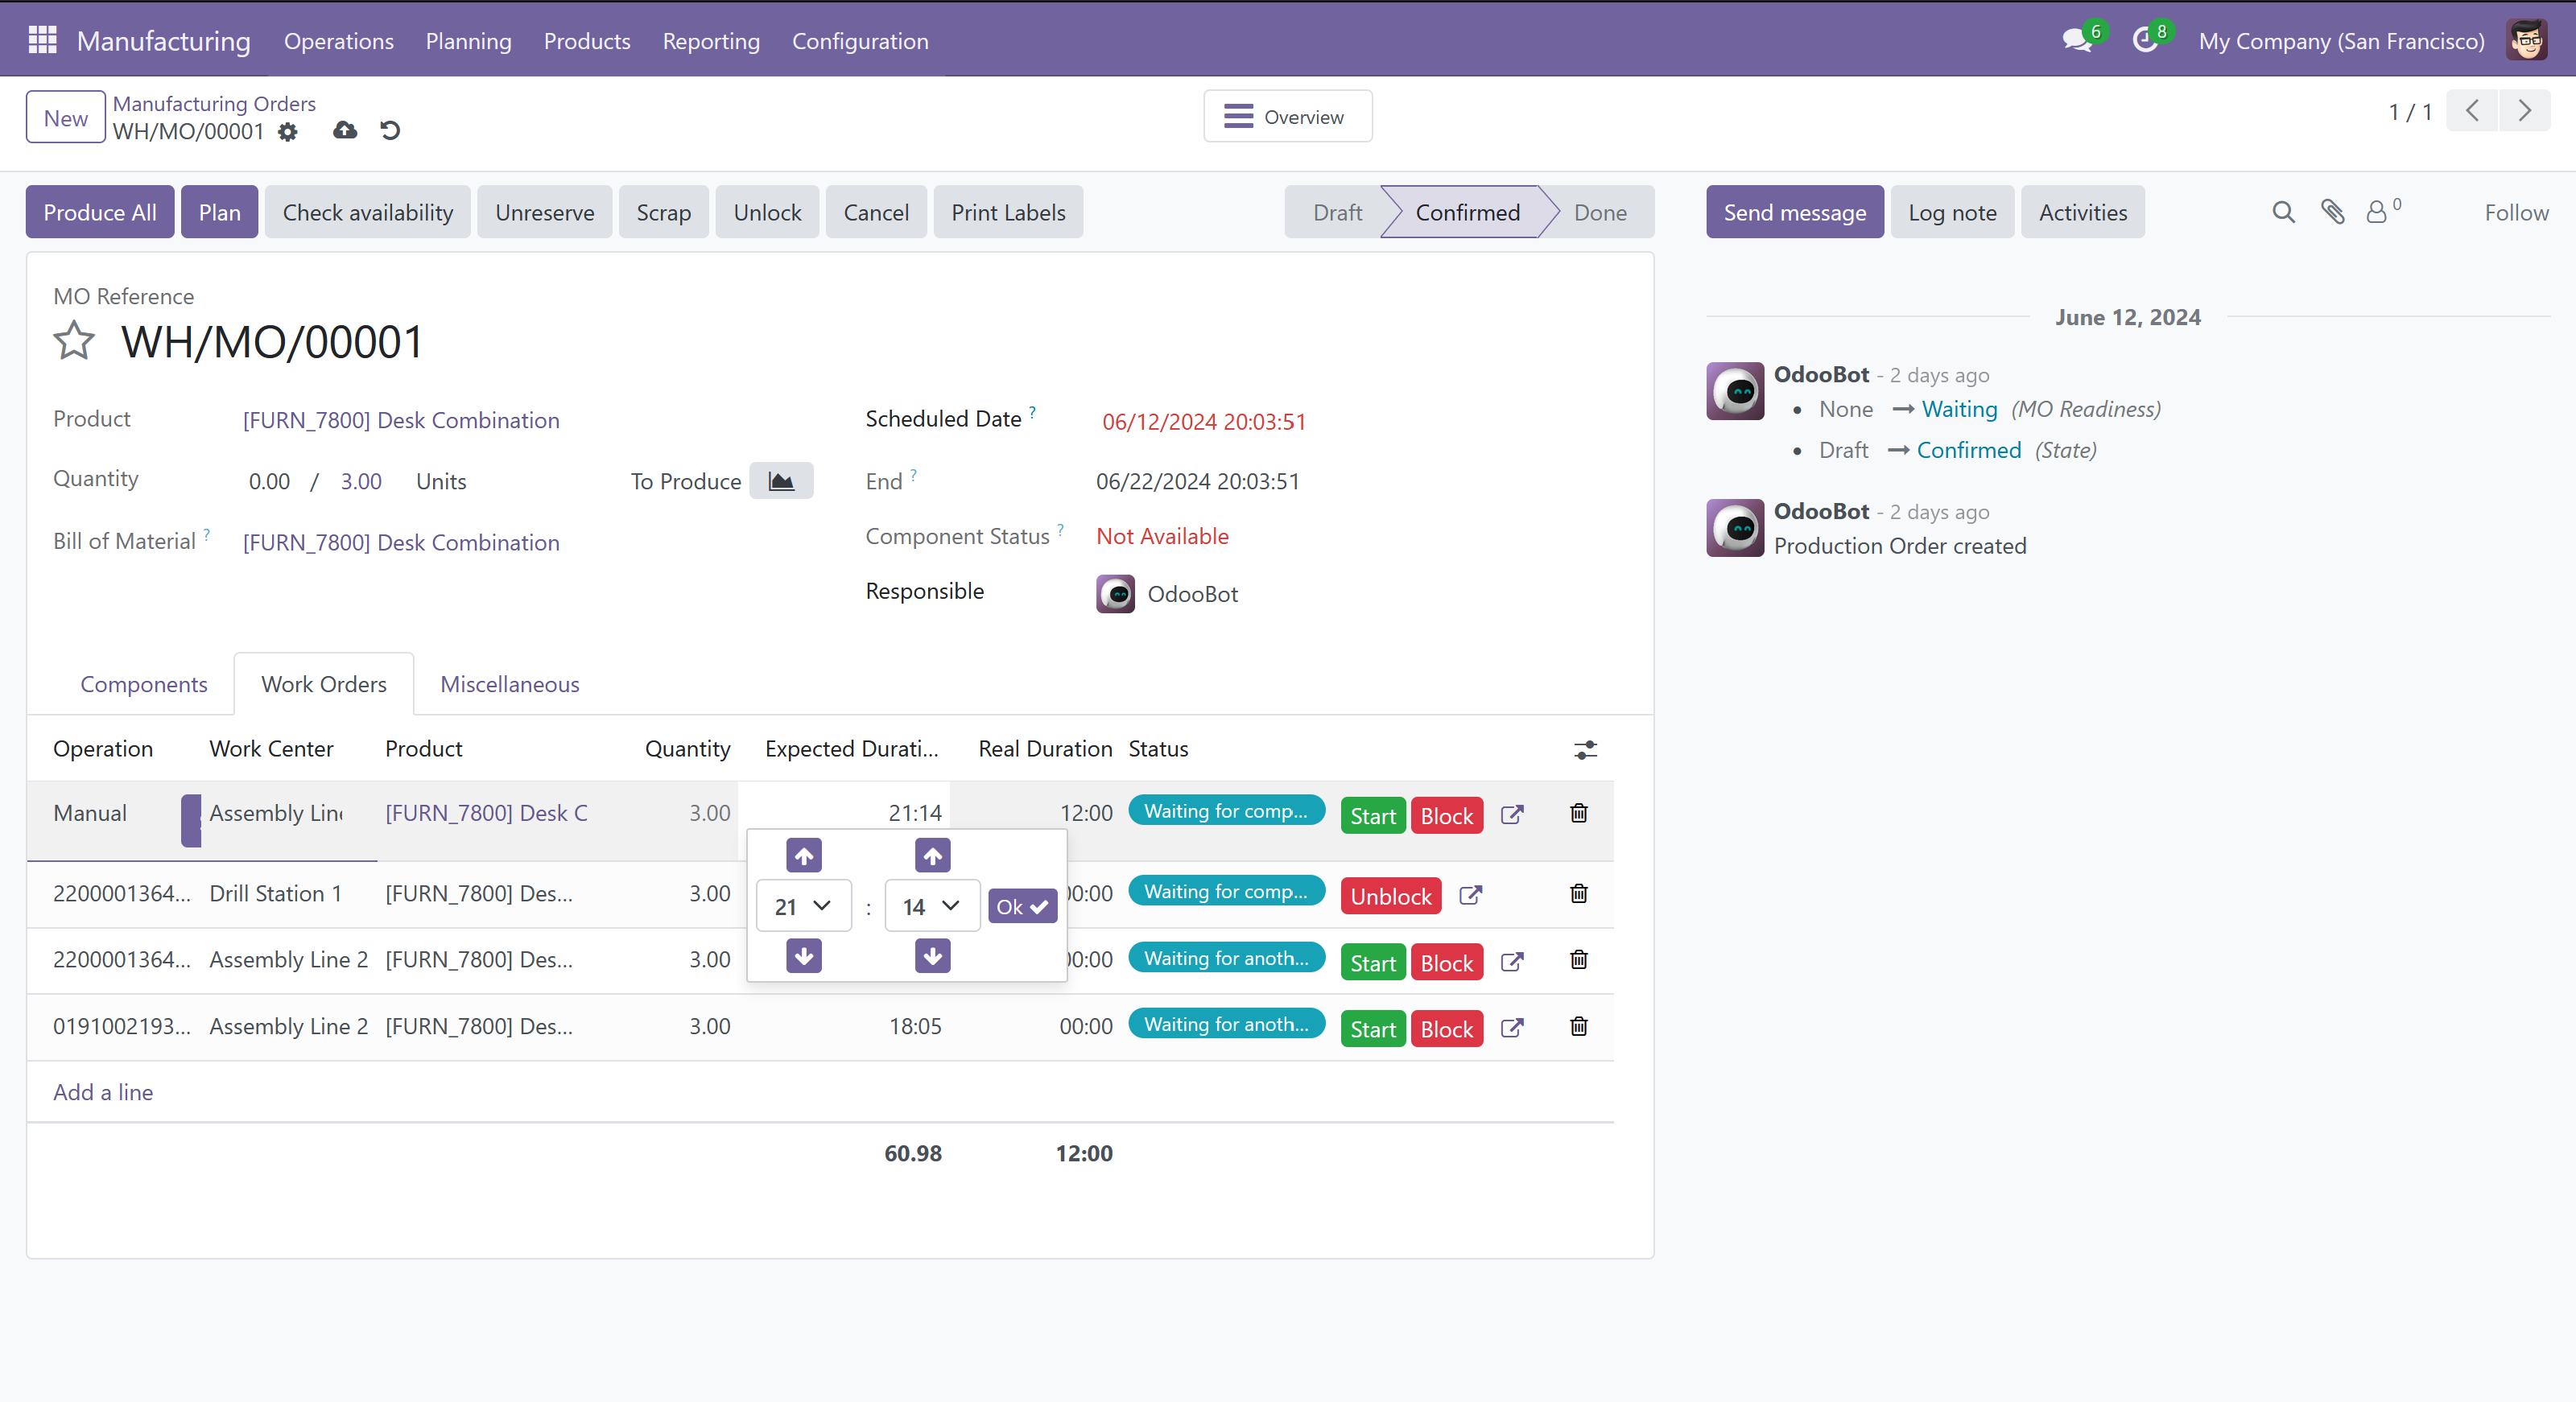 Manufacturing Operations Planning Products Reporting Configuration 6 8 My Company (San Francisco)
New Manufacturing Orders
WH/MO/00001
Overview
1 / 1
Produce All Plan Check availability Unreserve Scrap Unlock Cancel Print Labels Draft Confirmed Done Send message Log note Activities 0 Follow
MO Reference
WH/MO/00001
Product [FURN_7800] Desk Combination
Quantity 0.00 / 3.00 Units To Produce
Bill of Material ? [FURN_7800] Desk Combination
Scheduled Date ? 06/12/2024 20:03:51
End ? 06/22/2024 20:03:51
Component Status ? Not Available
Responsible OdooBot
June 12, 2024
OdooBot - 2 days ago
• None → Waiting (MO Readiness)
• Draft → Confirmed (State)
OdooBot - 2 days ago
Production Order created
Components Work Orders Miscellaneous
Operation Work Center Product Quantity Expected Durati... Real Duration Status
Manual Assembly Line [FURN_7800] Desk C 3.00 21:14 12:00 Waiting for comp... Start Block
2200001364... Drill Station 1 [FURN_7800] Des... 3.00 00:00 Waiting for comp... Unblock
21 : 14 Ok
2200001364... Assembly Line 2 [FURN_7800] Des... 3.00 00:00 Waiting for anoth... Start Block
0191002193... Assembly Line 2 [FURN_7800] Des... 3.00 18:05 00:00 Waiting for anoth... Start Block
Add a line
60.98 12:00